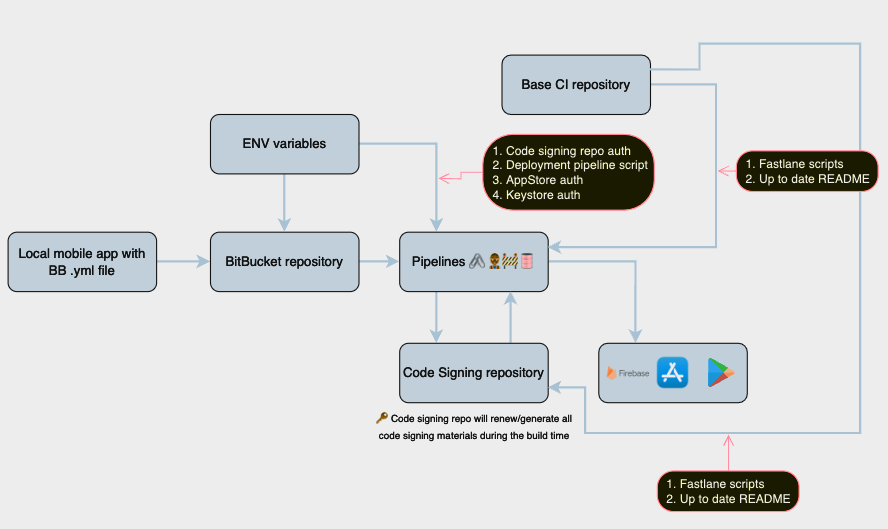 Base CI repository
ENV variables
1. Code signing repo auth
2. Deployment pipeline script
3. AppStore auth
4. Keystore auth
1. Fastlane scripts
2. Up to date README
Local mobile app with
BB .yml file
BitBucket repository
Pipelines
Code Signing repository
Firebase
Code signing repo will renew/generate all
code signing materials during the build time
1. Fastlane scripts
2. Up to date README